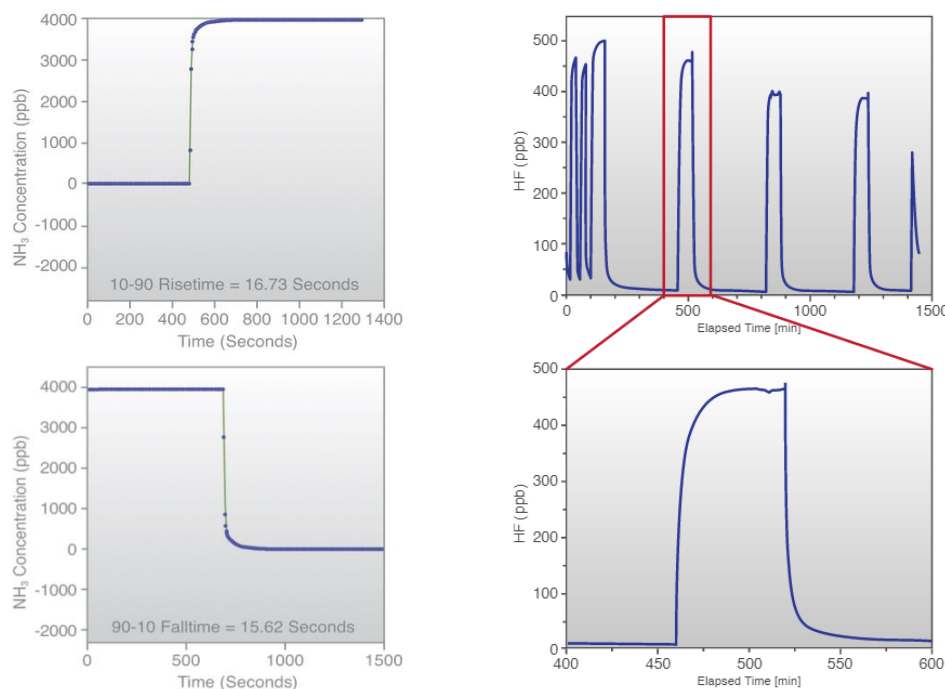 4000
3000
2000
1000
0
-1000
-2000
NH₃ Concentration (ppb)
10-90 Risetime = 16.73 Seconds
0 200 400 600 800 1000 1200 1400
Time (Seconds)
500
450
300
200
100
0
HF (ppb)
0 500 1000 1500
Elapsed Time [min]
4000
3000
2000
1000
0
-1000
-2000
NH₃ Concentration (ppb)
90-10 Falltime = 15.62 Seconds
0 500 1000 1500
Time (Seconds)
500
450
400
200
50
0
HF (ppb)
400 450 500 550 600
Elapsed Time [min]